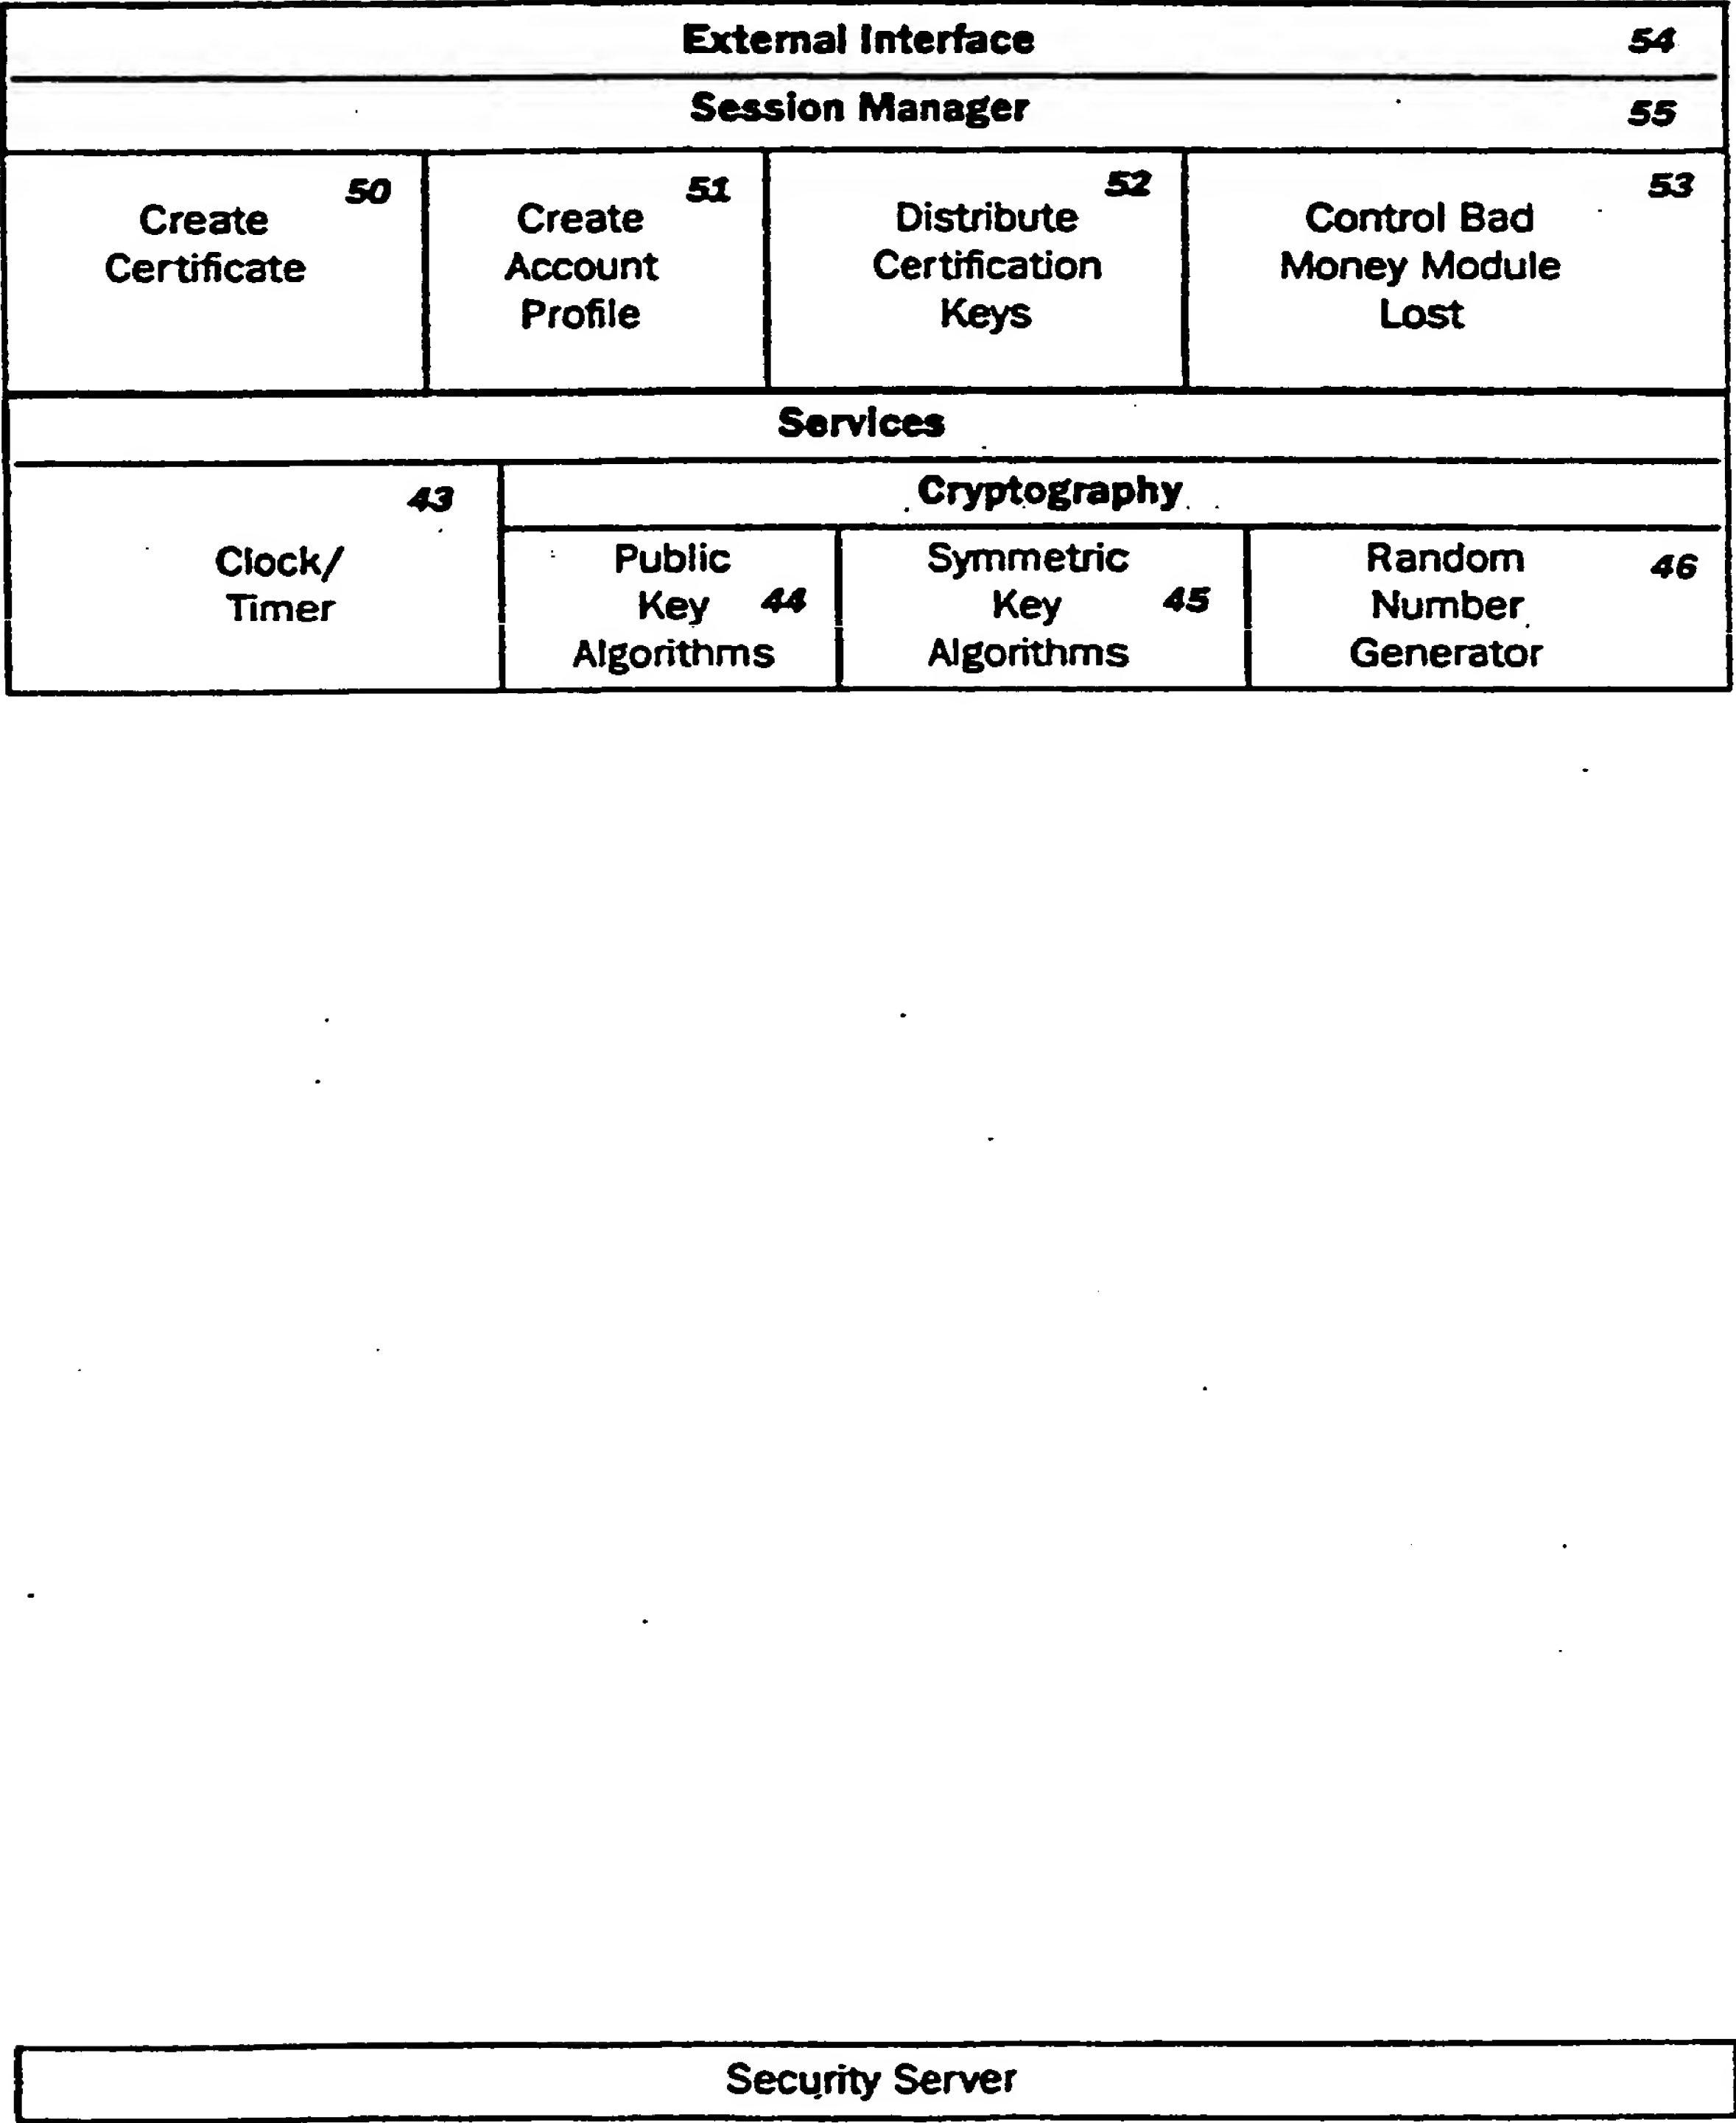 External Interface 54
Session Manager 55
50
Create
Certificate
51
Create
Account
Profile
52
Distribute
Certification
Keys
53
Control Bad
Money Module
Lost
Services
43
Clock/
Timer
Cryptography
Public
Key 44
Algorithms
Symmetric
Key 45
Algorithms
Random 46
Number
Generator
Security Server